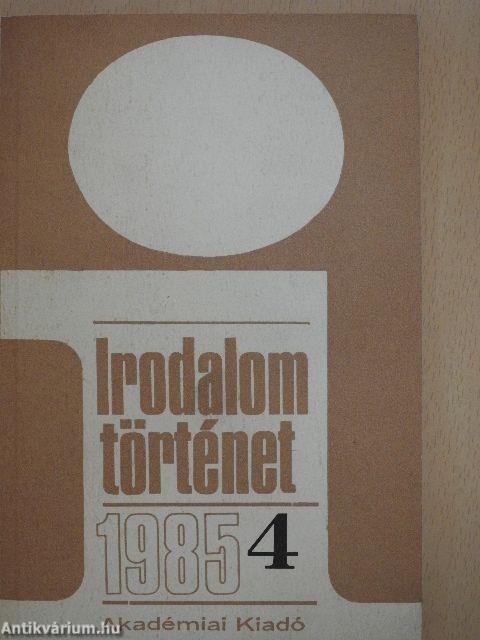 Irodalom
történet
1985 4
Akadémiai Kiadó
Antikvárium.hu